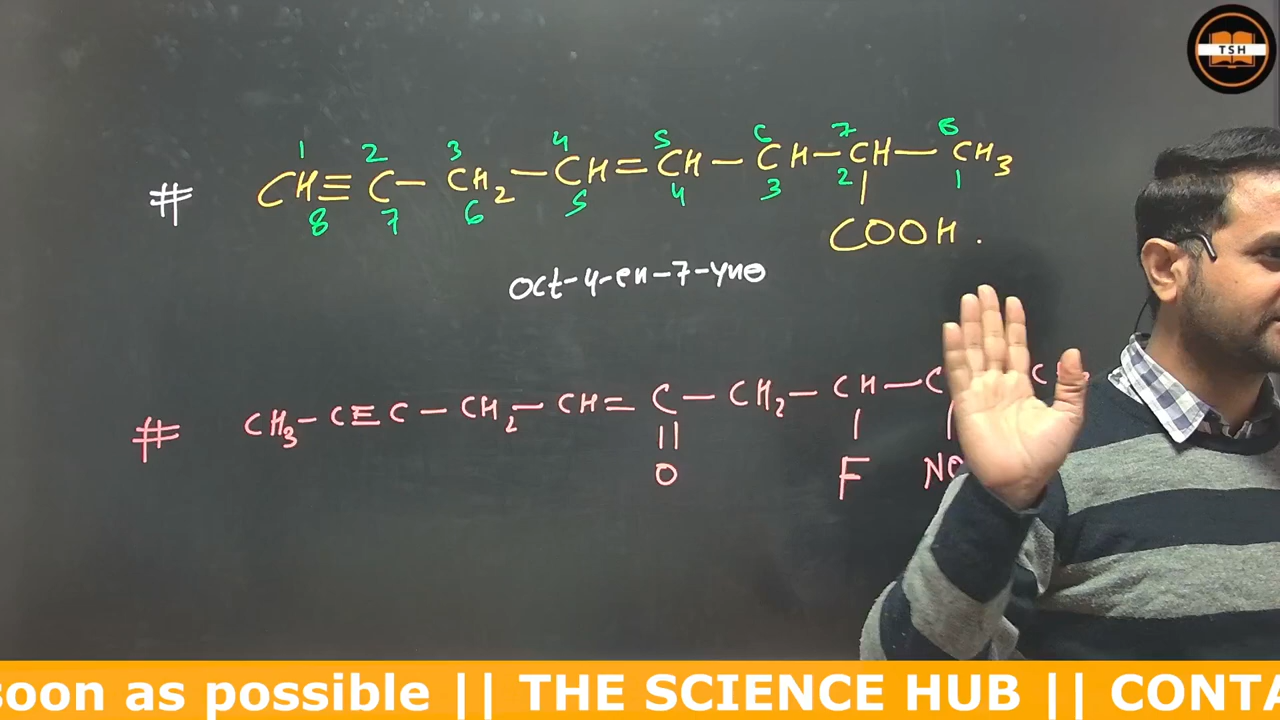 TSH
1 2 3 4 5 6 7 8
# CH≡C–CH2–CH=CH–CH–CH–CH3
8 7 6 5 4 3 2 1
COOH.
Oct-4-en-7-yne
# CH3–C≡C–CH2–CH=C–CH2–CH–C
O F
soon as possible || THE SCIENCE HUB || CONTA